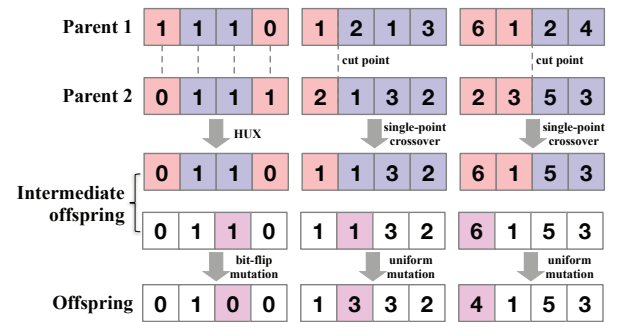 Parent 1 1 1 1 0 1 2 1 3 6 1 2 4
cut point cut point
Parent 2 0 1 1 1 2 1 3 2 2 3 5 3
HUX single-point crossover single-point crossover
Intermediate offspring
0 1 1 0 1 1 3 2 6 1 5 3
0 1 1 0 1 1 3 2 6 1 5 3
bit-flip mutation uniform mutation uniform mutation
Offspring 0 1 0 0 1 3 3 2 4 1 5 3